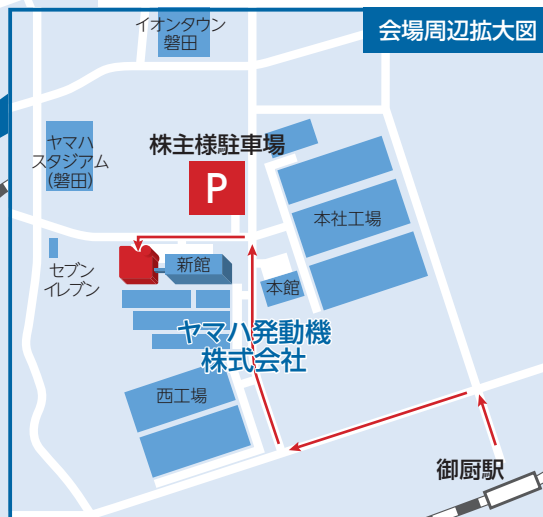 イオンタウン
磐田
会場周辺拡大図
ヤマハ
スタジアム
(磐田)
株主様駐車場
P
本社工場
セブン
イレブン
新館
本館
ヤマハ発動機
株式会社
西工場
御厨駅